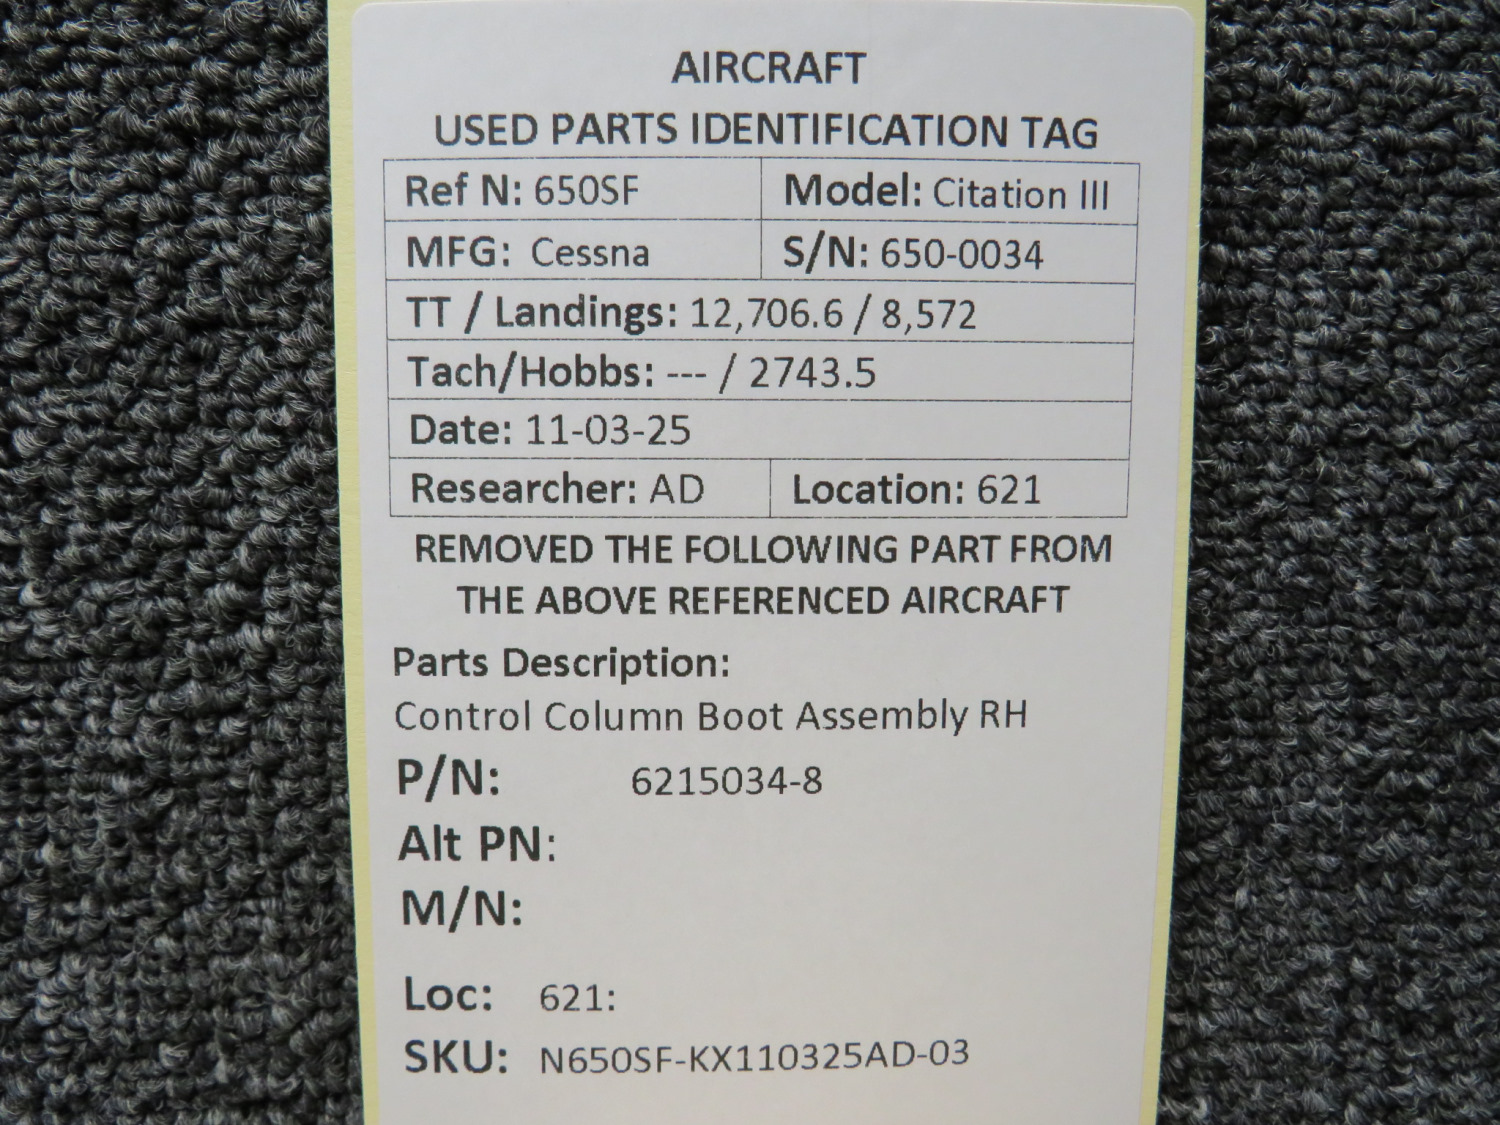 AIRCRAFT
USED PARTS IDENTIFICATION TAG
Ref N: 650SF Model: Citation III
MFG: Cessna S/N: 650-0034
TT / Landings: 12,706.6 / 8,572
Tach/Hobbs: --- / 2743.5
Date: 11-03-25
Researcher: AD Location: 621
REMOVED THE FOLLOWING PART FROM
THE ABOVE REFERENCED AIRCRAFT
Parts Description:
Control Column Boot Assembly RH
P/N: 6215034-8
Alt PN:
M/N:
Loc: 621:
SKU: N650SF-KX110325AD-03